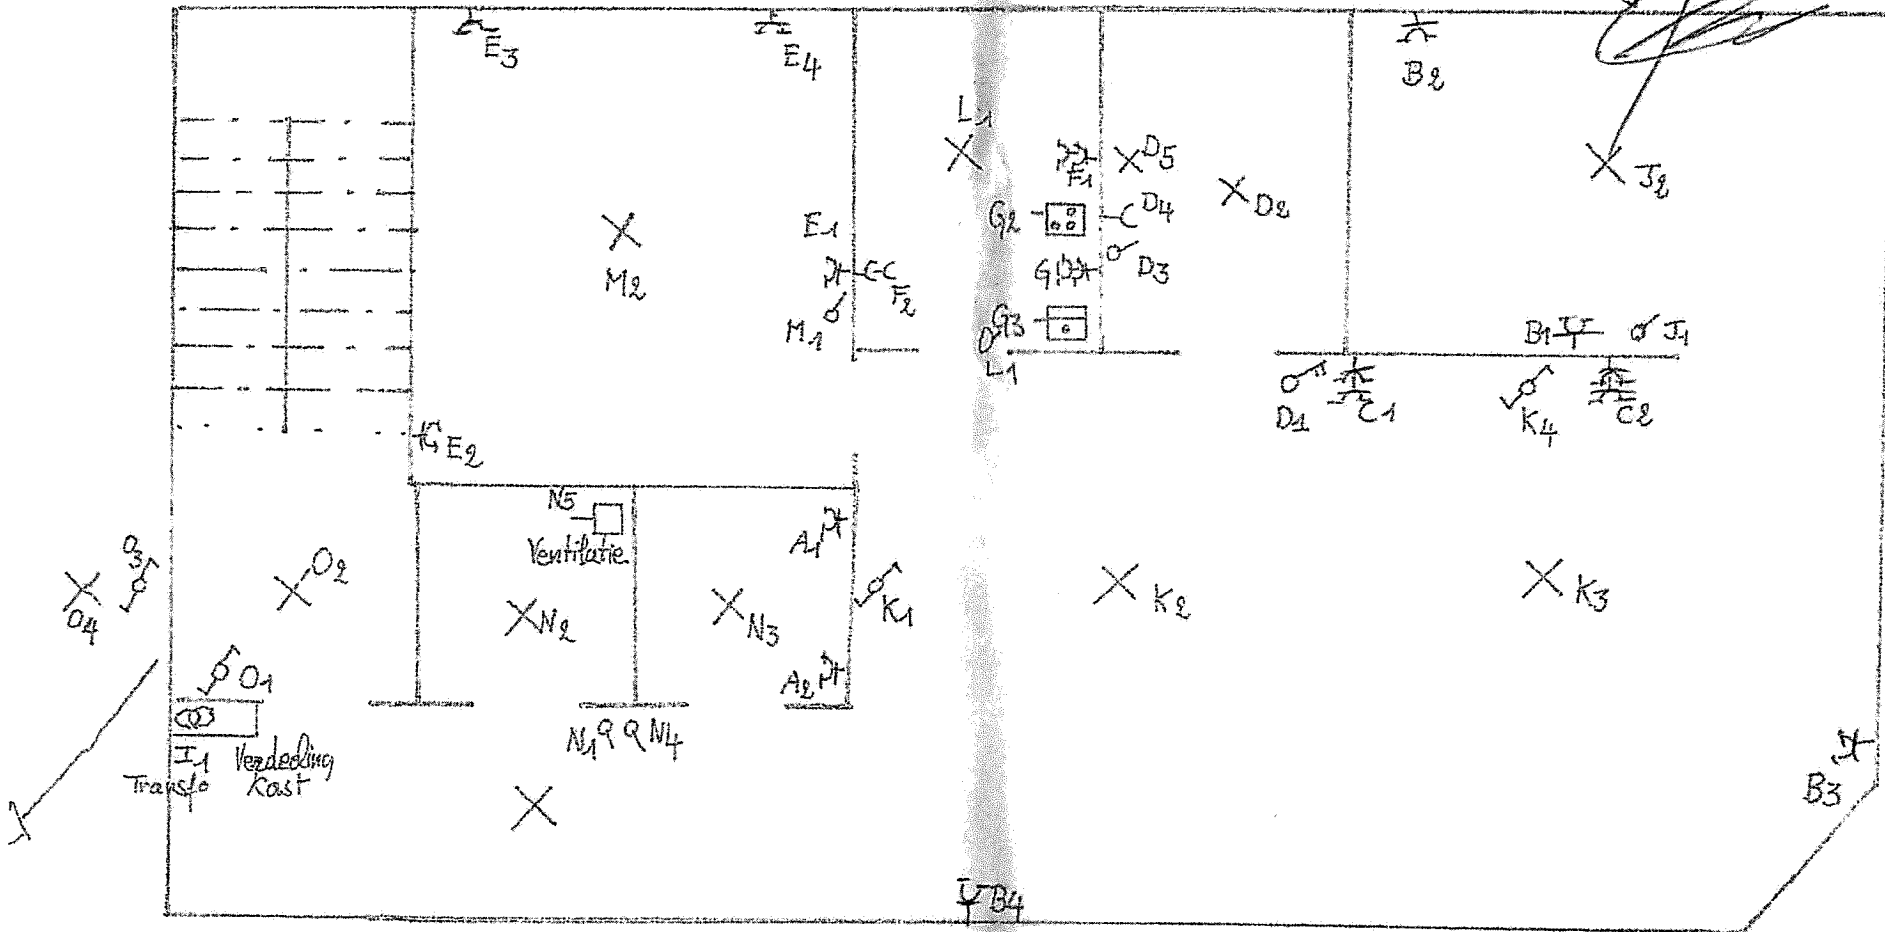 E3
E4
B2
L1
D5
F1
D4
D2
J2
G2
E1
D3
G1
M2
F2
G3
M1
B1
J1
L1
D1
C1
K4
C2
E2
N5
Ventilatie
A1
O3
O2
O4
N2
N3
K1
K2
K3
O1
A2
N1
N4
I1
Verdeeling
Transfo
Kast
B3
B4